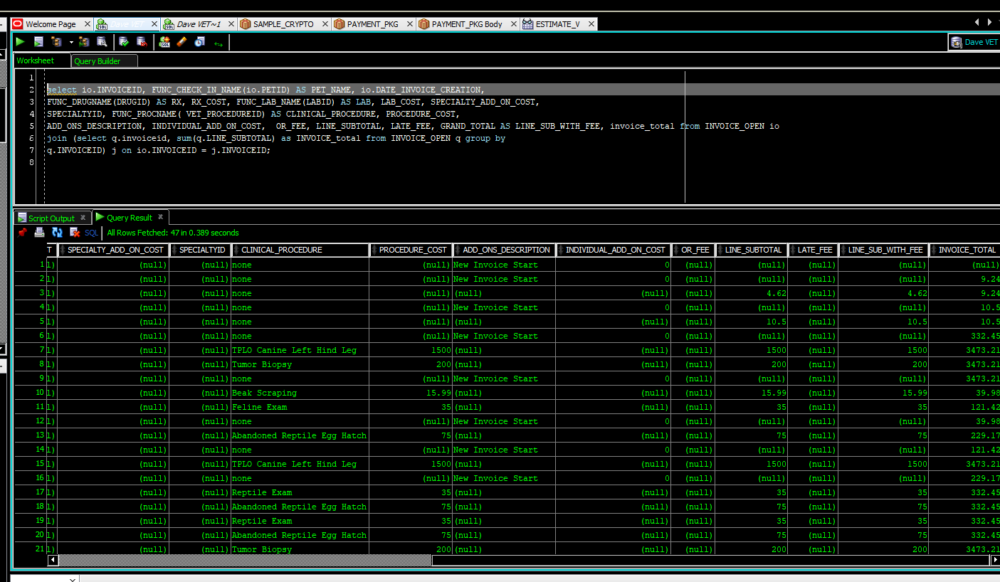 Welcome Page Dave VET Dave VET~1 SAMPLE_CRYPTO PAYMENT_PKG PAYMENT_PKG Body ESTIMATE_V
Dave VET
Worksheet Query Builder
1
2 select io.INVOICEID, FUNC_CHECK_IN_NAME(io.PETID) AS PET_NAME, io.DATE_INVOICE_CREATION,
3 FUNC_DRUGNAME(DRUGID) AS RX, RX_COST, FUNC_LAB_NAME(LABID) AS LAB, LAB_COST, SPECIALTY_ADD_ON_COST,
4 SPECIALTYID, FUNC_PROCNAME( VET_PROCEDUREID) AS CLINICAL_PROCEDURE, PROCEDURE_COST,
5 ADD_ONS_DESCRIPTION, INDIVIDUAL_ADD_ON_COST,  OR_FEE, LINE_SUBTOTAL, LATE_FEE, GRAND_TOTAL AS LINE_SUB_WITH_FEE, invoice_total from INVOICE_OPEN io
6 join (select q.invoiceid, sum(q.LINE_SUBTOTAL) as INVOICE_total from INVOICE_OPEN q group by
7 q.INVOICEID) j on io.INVOICEID = j.INVOICEID;
8
Script Output Query Result
SQL All Rows Fetched: 47 in 0.389 seconds
T SPECIALTY_ADD_ON_COST SPECIALTYID CLINICAL_PROCEDURE PROCEDURE_COST ADD_ONS_DESCRIPTION INDIVIDUAL_ADD_ON_COST OR_FEE LINE_SUBTOTAL LATE_FEE LINE_SUB_WITH_FEE INVOICE_TOTAL
1 l) (null) (null) none (null) New Invoice Start 0 (null) (null) (null) (null) (null)
2 l) (null) (null) none (null) New Invoice Start 0 (null) (null) (null) (null) 9.24
3 l) (null) (null) none (null) (null) (null) (null) 4.62 (null) 4.62 9.24
4 l) (null) (null) none (null) New Invoice Start 0 (null) (null) (null) (null) 10.5
5 l) (null) (null) none (null) (null) (null) (null) 10.5 (null) 10.5 10.5
6 l) (null) (null) none (null) New Invoice Start 0 (null) (null) (null) (null) 332.45
7 l) (null) (null) TPLO Canine Left Hind Leg 1500 (null) (null) (null) 1500 (null) 1500 3473.21
8 l) (null) (null) Tumor Biopsy 200 (null) (null) (null) 200 (null) 200 3473.21
9 l) (null) (null) none (null) New Invoice Start 0 (null) (null) (null) (null) 3473.21
10 l) (null) (null) Beak Scraping 15.99 (null) (null) (null) 15.99 (null) 15.99 39.98
11 l) (null) (null) Feline Exam 35 (null) (null) (null) 35 (null) 35 121.42
12 l) (null) (null) none (null) New Invoice Start 0 (null) (null) (null) (null) 39.98
13 l) (null) (null) Abandoned Reptile Egg Hatch 75 (null) (null) (null) 75 (null) 75 229.17
14 l) (null) (null) none (null) New Invoice Start 0 (null) (null) (null) (null) 121.42
15 l) (null) (null) TPLO Canine Left Hind Leg 1500 (null) (null) (null) 1500 (null) 1500 3473.21
16 l) (null) (null) none (null) New Invoice Start 0 (null) (null) (null) (null) 229.17
17 l) (null) (null) Reptile Exam 35 (null) (null) (null) 35 (null) 35 332.45
18 l) (null) (null) Abandoned Reptile Egg Hatch 75 (null) (null) (null) 75 (null) 75 332.45
19 l) (null) (null) Reptile Exam 35 (null) (null) (null) 35 (null) 35 332.45
20 l) (null) (null) Abandoned Reptile Egg Hatch 75 (null) (null) (null) 75 (null) 75 332.45
21 l) (null) (null) Tumor Biopsy 200 (null) (null) (null) 200 (null) 200 3473.21